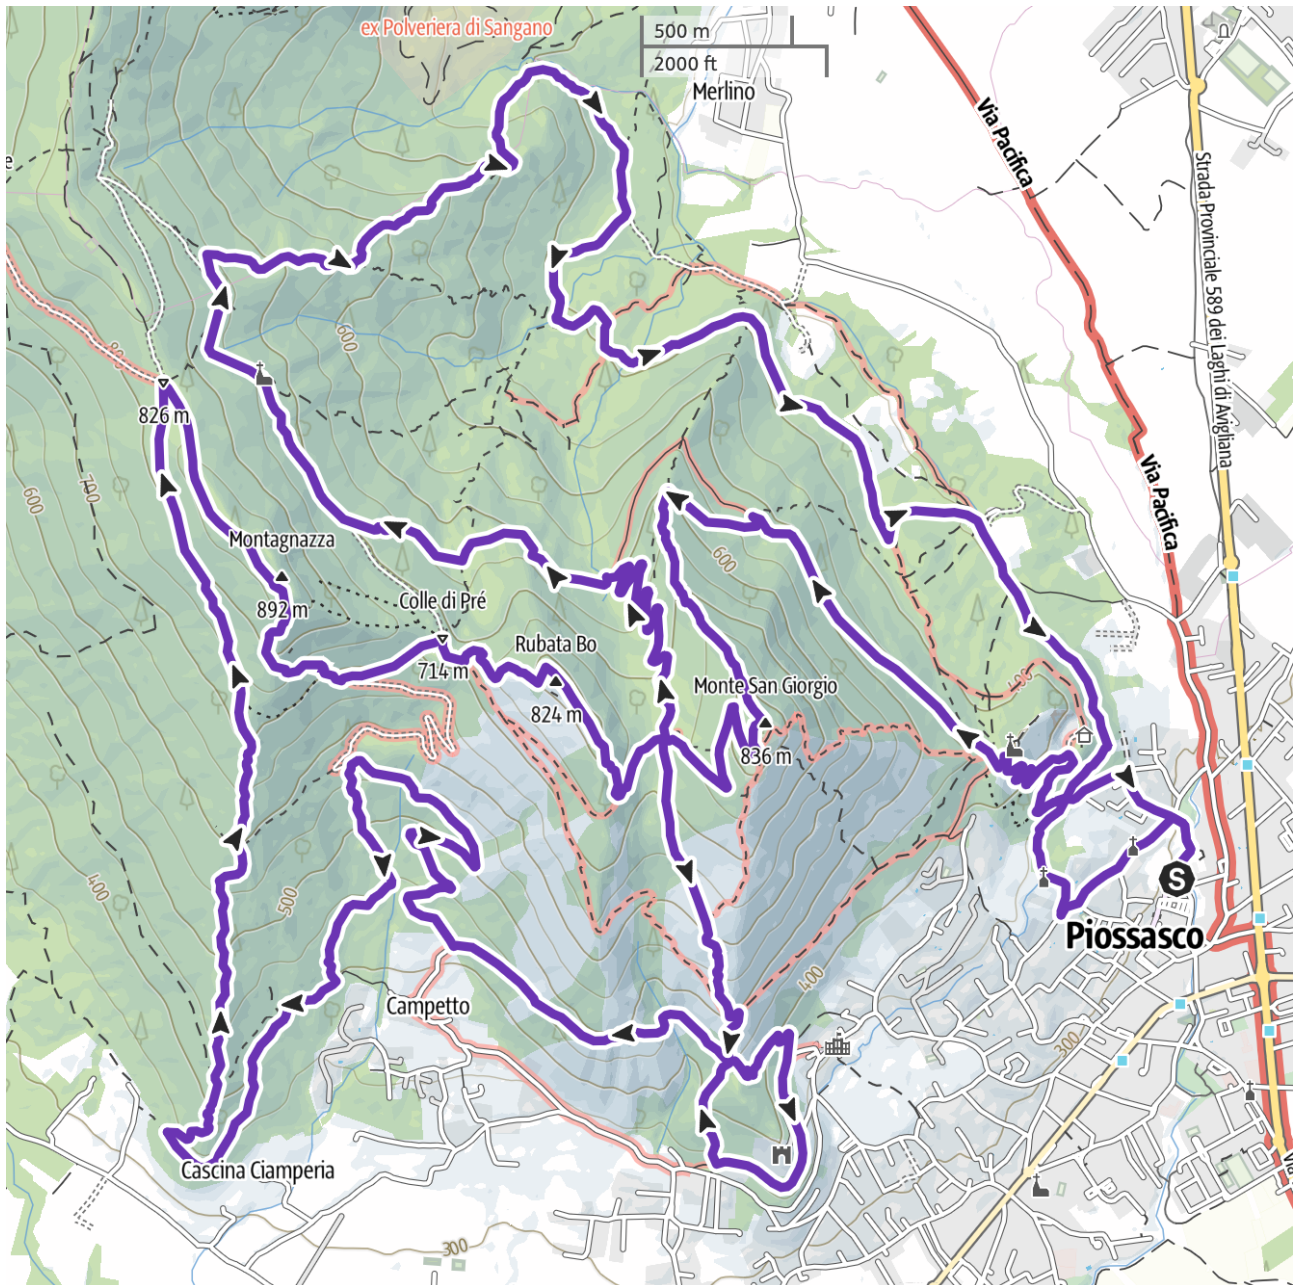 ex Polveriera di Sangano
500 m
2000 ft
Merlino
Via Pacifica
Strada Provinciale 589 dei Laghi di Avigliana
e
600
826 m
700
600
Via Pacifica
Montagnazza
600
892 m
Colle di Pré
Rubata Bo
714 m
Monte San Giorgio
400
824 m
836 m
S
400
500
Piossasco
400
Campetto
300
Cascina Ciamperia
300